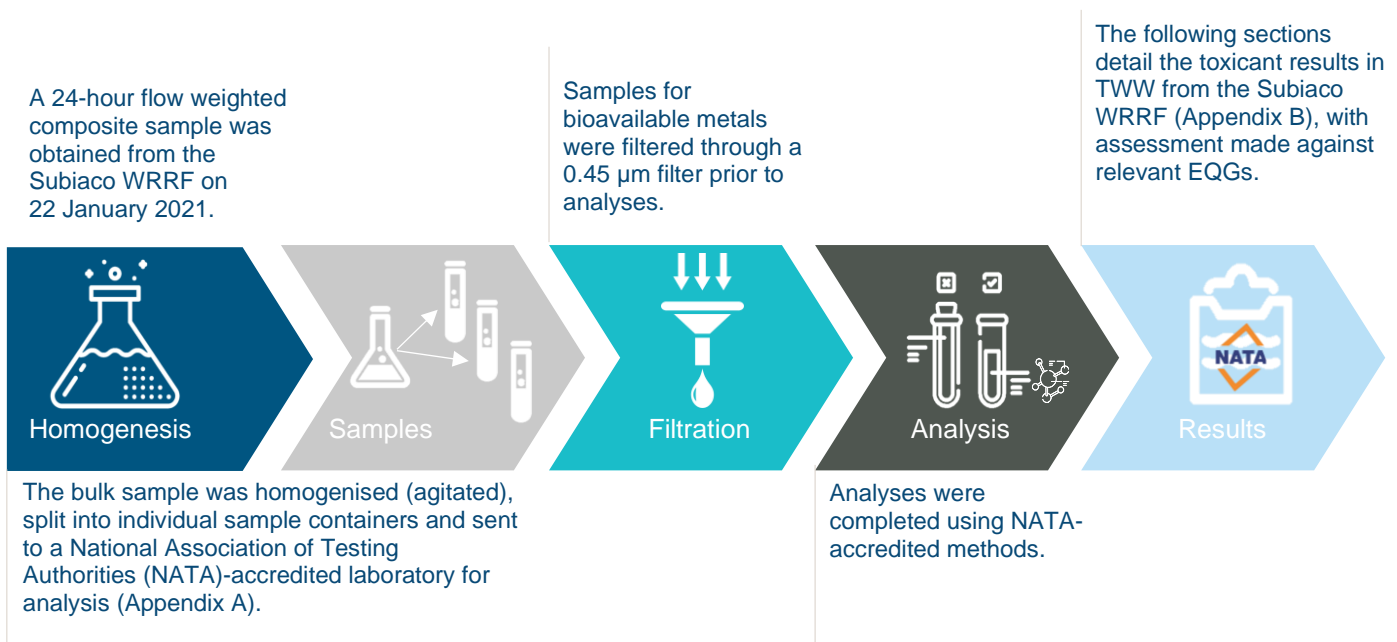 A 24-hour flow weighted
composite sample was
obtained from the
Subiaco WRRF on
22 January 2021.
Samples for
bioavailable metals
were filtered through a
0.45 µm filter prior to
analyses.
The following sections
detail the toxicant results in
TWW from the Subiaco
WRRF (Appendix B), with
assessment made against
relevant EQGs.
Homogenesis
Samples
Filtration
Analysis
NATA
Results
The bulk sample was homogenised (agitated),
split into individual sample containers and sent
to a National Association of Testing
Authorities (NATA)-accredited laboratory for
analysis (Appendix A).
Analyses were
completed using NATA-
accredited methods.